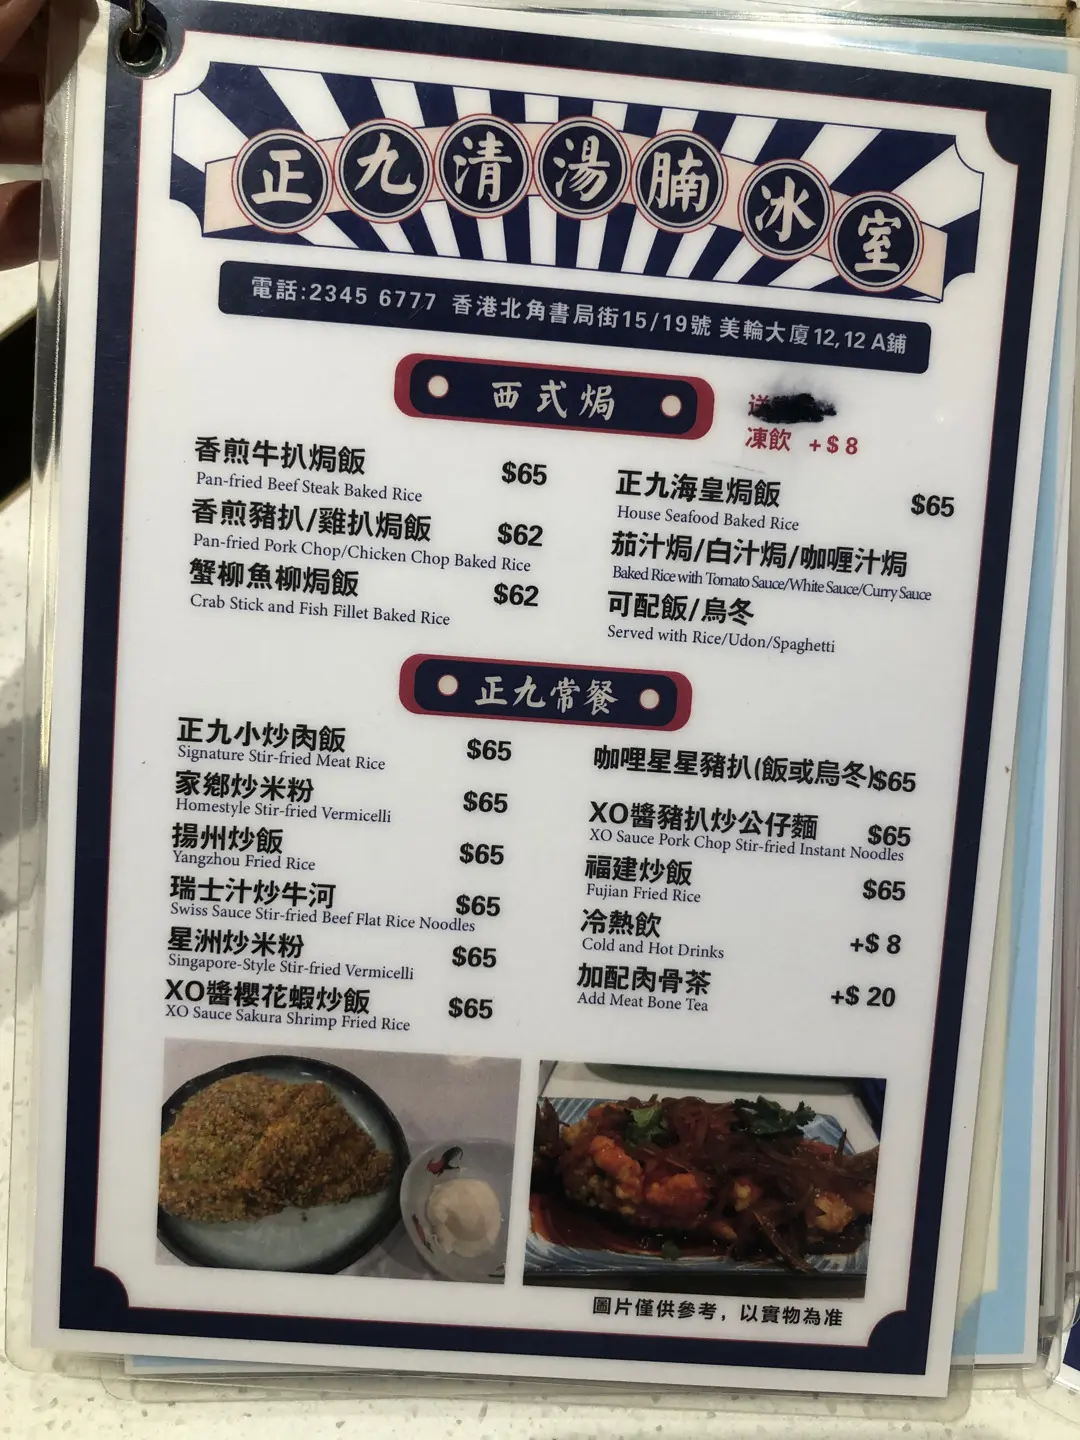 正九清湯腩冰室
電話:2345 6777 香港北角書局街15/19號 美輪大廈12,12A鋪
西式焗
送
凍飲 +$8
香煎牛扒焗飯 $65
Pan-fried Beef Steak Baked Rice
香煎豬扒/雞扒焗飯 $62
Pan-fried Pork Chop/Chicken Chop Baked Rice
蟹柳魚柳焗飯 $62
Crab Stick and Fish Fillet Baked Rice
正九海皇焗飯 $65
House Seafood Baked Rice
茄汁焗/白汁焗/咖喱汁焗
Baked Rice with Tomato Sauce/White Sauce/Curry Sauce
可配飯/烏冬
Served with Rice/Udon/Spaghetti
正九常餐
正九小炒肉飯 $65
Signature Stir-fried Meat Rice
家鄉炒米粉 $65
Homestyle Stir-fried Vermicelli
揚州炒飯 $65
Yangzhou Fried Rice
瑞士汁炒牛河 $65
Swiss Sauce Stir-fried Beef Flat Rice Noodles
星洲炒米粉 $65
Singapore-Style Stir-fried Vermicelli
XO醬櫻花蝦炒飯 $65
XO Sauce Sakura Shrimp Fried Rice
咖哩星星豬扒(飯或烏冬)$65
XO醬豬扒炒公仔麵 $65
XO Sauce Pork Chop Stir-fried Instant Noodles
福建炒飯 $65
Fujian Fried Rice
冷熱飲 +$ 8
Cold and Hot Drinks
加配肉骨茶 +$ 20
Add Meat Bone Tea
圖片僅供參考，以實物為准